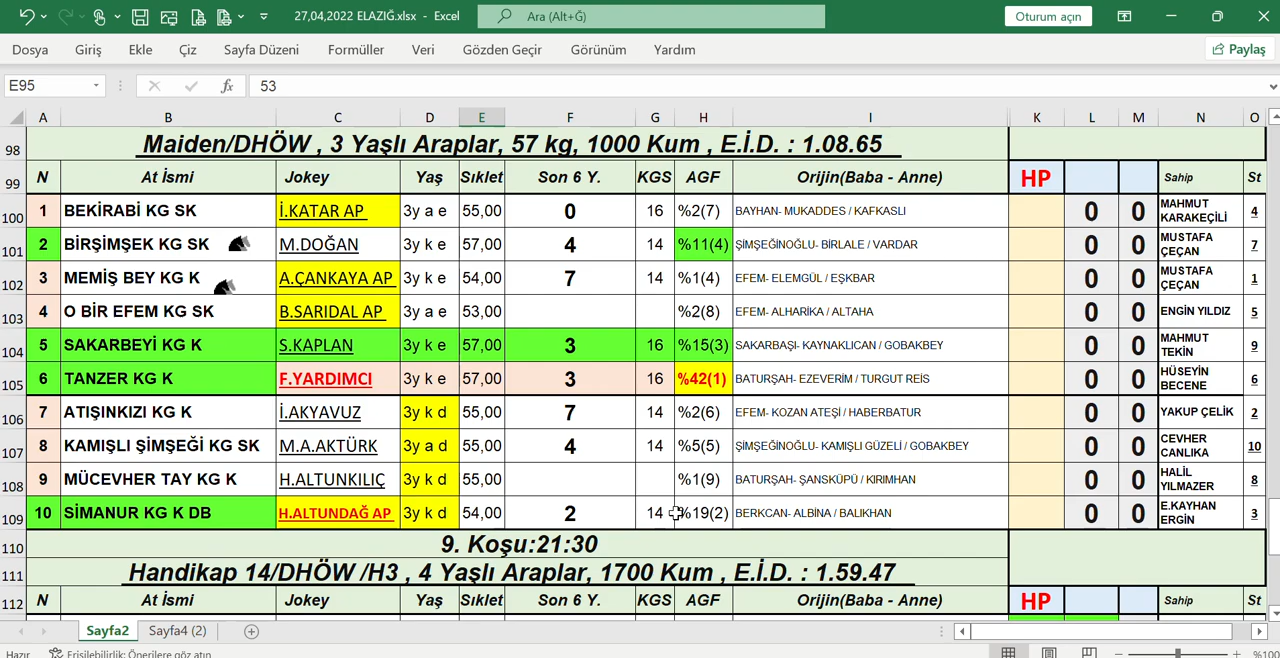 27,04,2022 ELAZIĞ.xlsx - Excel
Ara (Alt+Ğ)
Oturum açın
Dosya Giriş Ekle Çiz Sayfa Düzeni Formüller Veri Gözden Geçir Görünüm Yardım Paylaş
E95 fx 53
A B C D E F G H I K L M N O
98 Maiden/DHÖW , 3 Yaşlı Araplar, 57 kg, 1000 Kum , E.İ.D. : 1.08.65
99 N At İsmi Jokey Yaş Sıklet Son 6 Y. KGS AGF Orijin(Baba - Anne) HP Sahip St
100 1 BEKİRABİ KG SK İ.KATAR AP 3y a e 55,00 0 16 %2(7) BAYHAN- MUKADDES / KAFKASLI 0 0 MAHMUT KARAKEÇİLİ 4
101 2 BİRŞİMŞEK KG SK M.DOĞAN 3y k e 57,00 4 14 %11(4) ŞİMŞEĞİNOĞLU- BİRLALE / VARDAR 0 0 MUSTAFA ÇEÇAN 7
102 3 MEMİŞ BEY KG K A.ÇANKAYA AP 3y k e 54,00 7 14 %1(4) EFEM- ELEMGÜL / EŞKBAR 0 0 MUSTAFA ÇEÇAN 1
103 4 O BİR EFEM KG SK B.SARIDAL AP 3y a e 53,00 %2(8) EFEM- ALHARİKA / ALTAHA 0 0 ENGİN YILDIZ 5
104 5 SAKARBEYİ KG K S.KAPLAN 3y k e 57,00 3 16 %15(3) SAKARBAŞI- KAYNAKLICAN / GOBAKBEY 0 0 MAHMUT TEKİN 9
105 6 TANZER KG K F.YARDIMCI 3y k e 57,00 3 16 %42(1) BATURŞAH- EZEVERİM / TURGUT REİS 0 0 HÜSEYİN BECENE 6
106 7 ATIŞINKIZI KG K İ.AKYAVUZ 3y k d 55,00 7 14 %2(6) EFEM- KOZAN ATEŞİ / HABERBATUR 0 0 YAKUP ÇELİK 2
107 8 KAMIŞLI ŞİMŞEĞİ KG SK M.A.AKTÜRK 3y a d 55,00 4 14 %5(5) ŞİMŞEĞİNOĞLU- KAMIŞLI GÜZELİ / GOBAKBEY 0 0 CEVHER CANLIKA 10
108 9 MÜCEVHER TAY KG K H.ALTUNKILIÇ 3y k d 55,00 %1(9) BATURŞAH- ŞANSKÜPÜ / KIRIMHAN 0 0 HALİL YILMAZER 8
109 10 SİMANUR KG K DB H.ALTUNDAĞ AP 3y k d 54,00 2 14 %19(2) BERKCAN- ALBİNA / BALIKHAN 0 0 E.KAYHAN ERGİN 3
110 9. Koşu:21:30
111 Handikap 14/DHÖW /H3 , 4 Yaşlı Araplar, 1700 Kum , E.İ.D. : 1.59.47
112 N At İsmi Jokey Yaş Sıklet Son 6 Y. KGS AGF Orijin(Baba - Anne) HP Sahip St
Sayfa2 Sayfa4 (2)
Hazır Erişilebilirlik: Önerilere göz atın %100